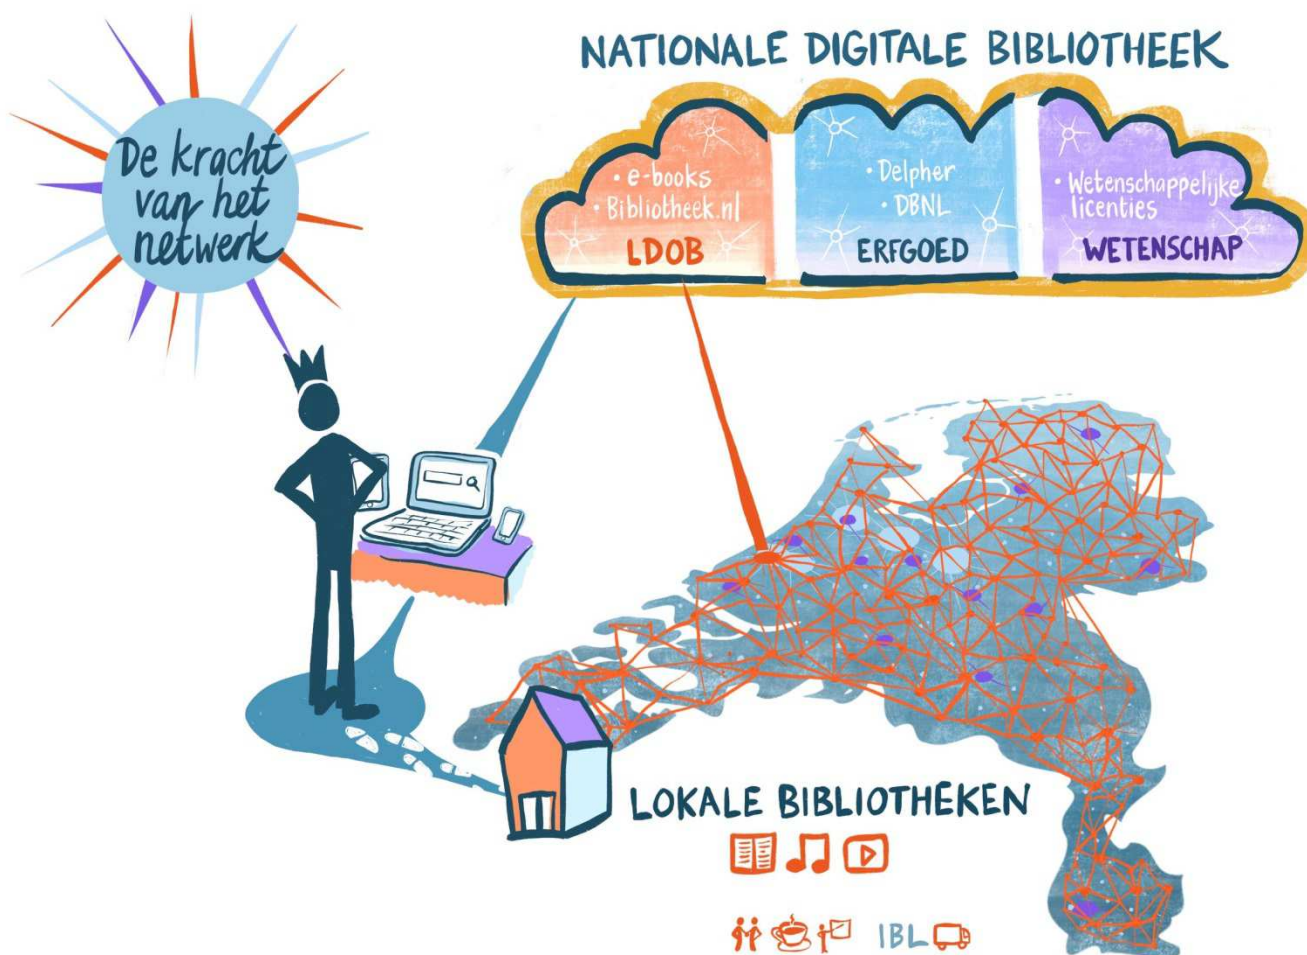 NATIONALE DIGITALE BIBLIOTHEEK
De kracht
van het
netwerk
• e-books
• Bibliotheek.nl
LDOB
• Delpher
• DBNL
ERFGOED
• Wetenschappelijke
licenties
WETENSCHAP
LOKALE BIBLIOTHEKEN
IBL